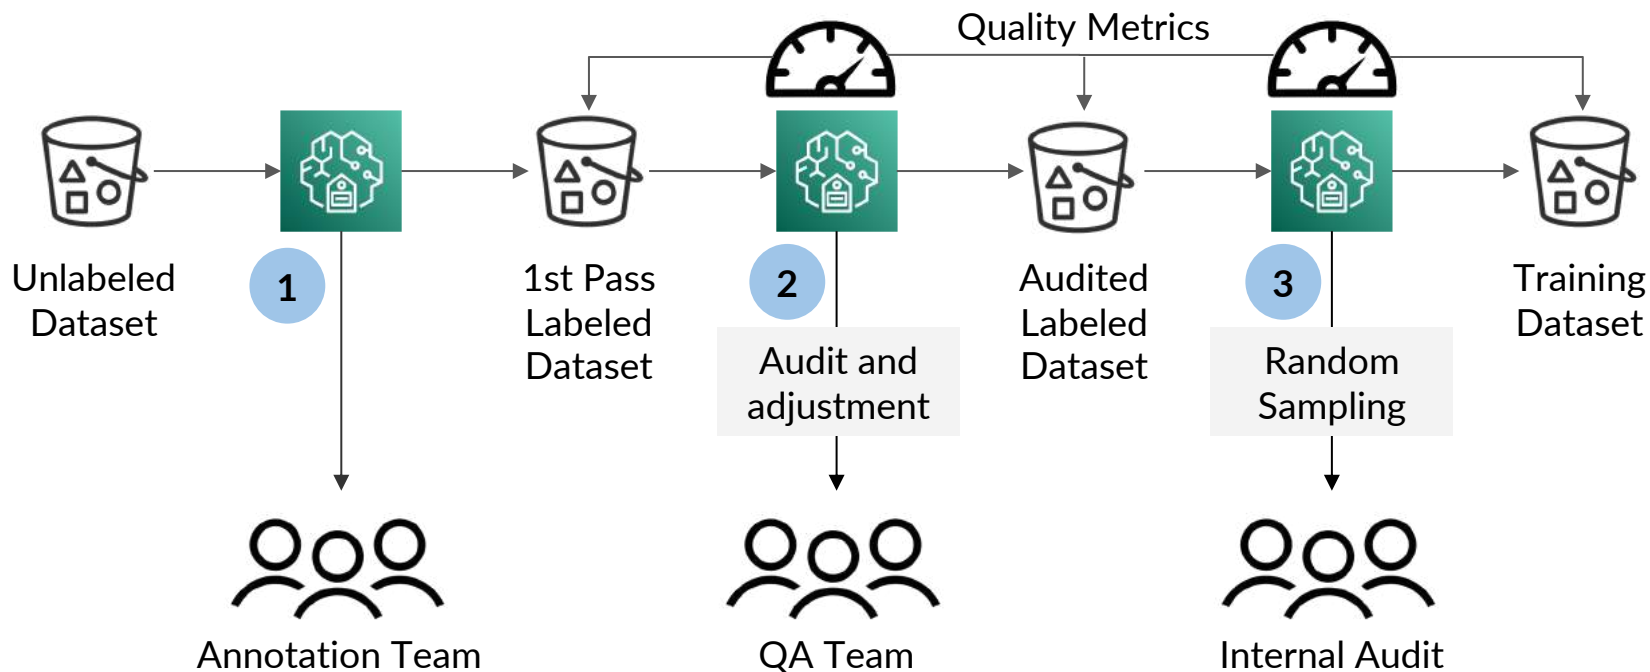 Quality Metrics
Unlabeled
Dataset
1
1st Pass
Labeled
Dataset
2
Audit and
adjustment
Audited
Labeled
Dataset
3
Random
Sampling
Training
Dataset
Annotation Team
QA Team
Internal Audit